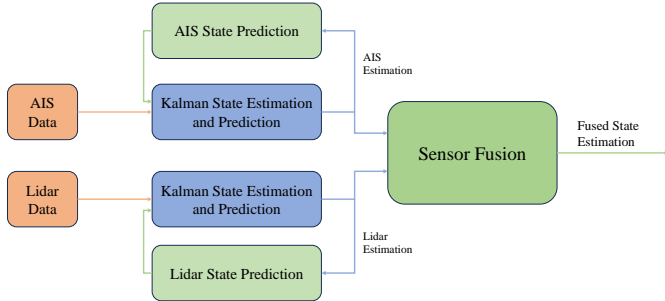 AIS State Prediction
AIS
Estimation
AIS
Data
Kalman State Estimation
and Prediction
Sensor Fusion
Fused State
Estimation
Lidar
Data
Kalman State Estimation
and Prediction
Lidar
Estimation
Lidar State Prediction